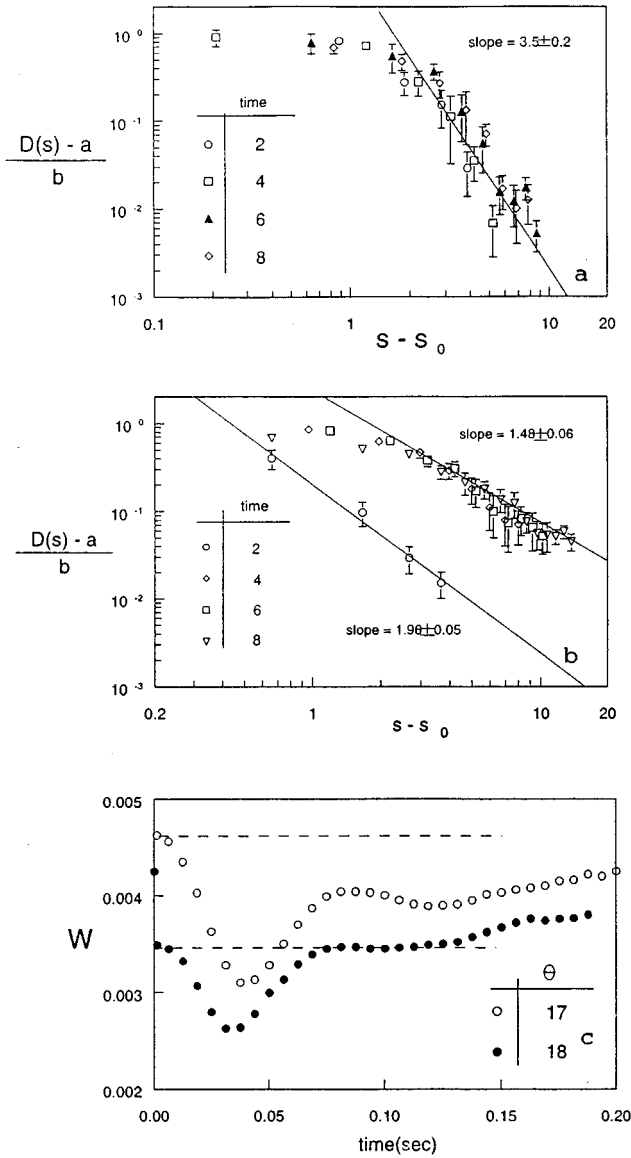 10⁰
10⁻¹
10⁻²
10⁻³
D(s) - a
b
slope = 3.5±0.2
time
2
4
6
8
a
0.1
1
10
20
s - s₀
10⁰
10⁻¹
10⁻²
10⁻³
D(s) - a
b
slope = 1.48±0.06
time
2
4
6
8
slope = 1.96±0.05
b
0.2
1
10
20
s - s₀
0.005
0.004
0.003
0.002
W
θ
17
18
c
0.00
0.05
0.10
0.15
0.20
time(sec)